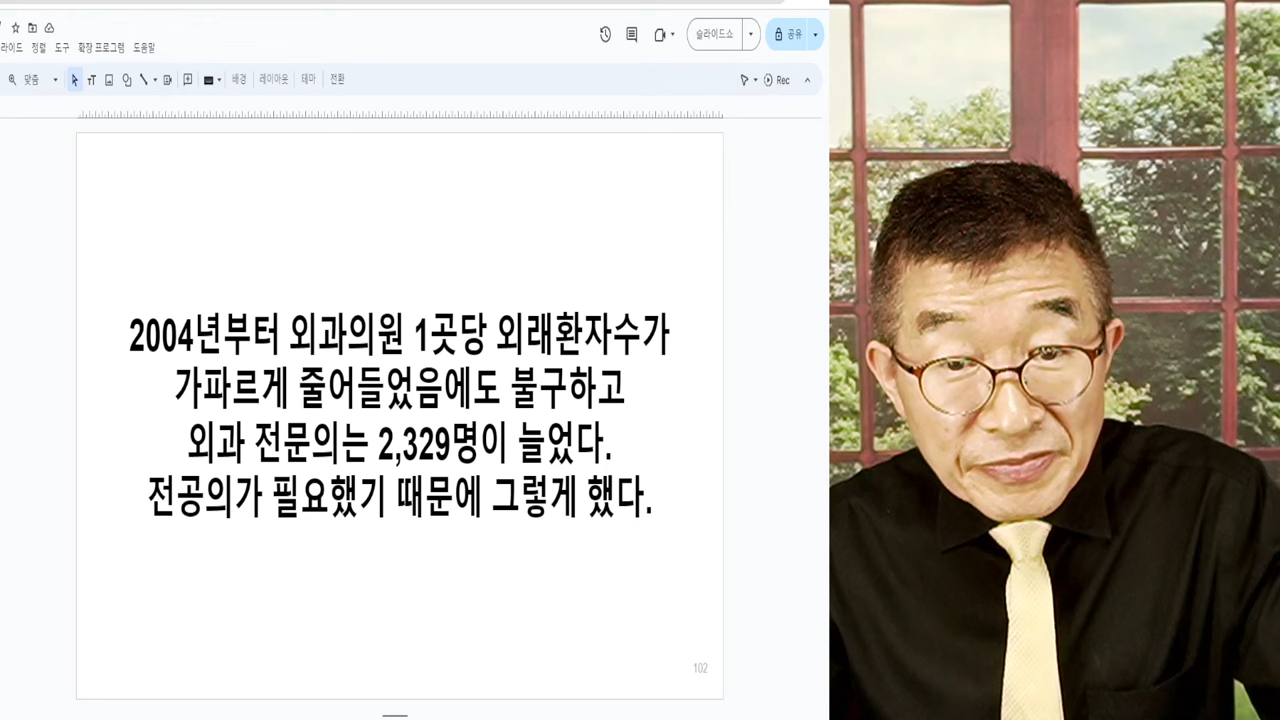 라이드 정렬 도구 확장 프로그램 도움말
슬라이드쇼
공유
맞춤
배경 레이아웃 테마 전환
Rec
2004년부터 외과의원 1곳당 외래환자수가
가파르게 줄어들었음에도 불구하고
외과 전문의는 2,329명이 늘었다.
전공의가 필요했기 때문에 그렇게 했다.
102